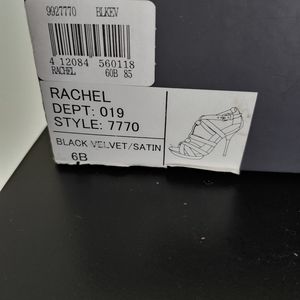 9927770 BLKEV
4 12084 560118
RACHEL 60B 85
RACHEL
DEPT: 019
STYLE: 7770
BLACK VELVET/SATIN
6B